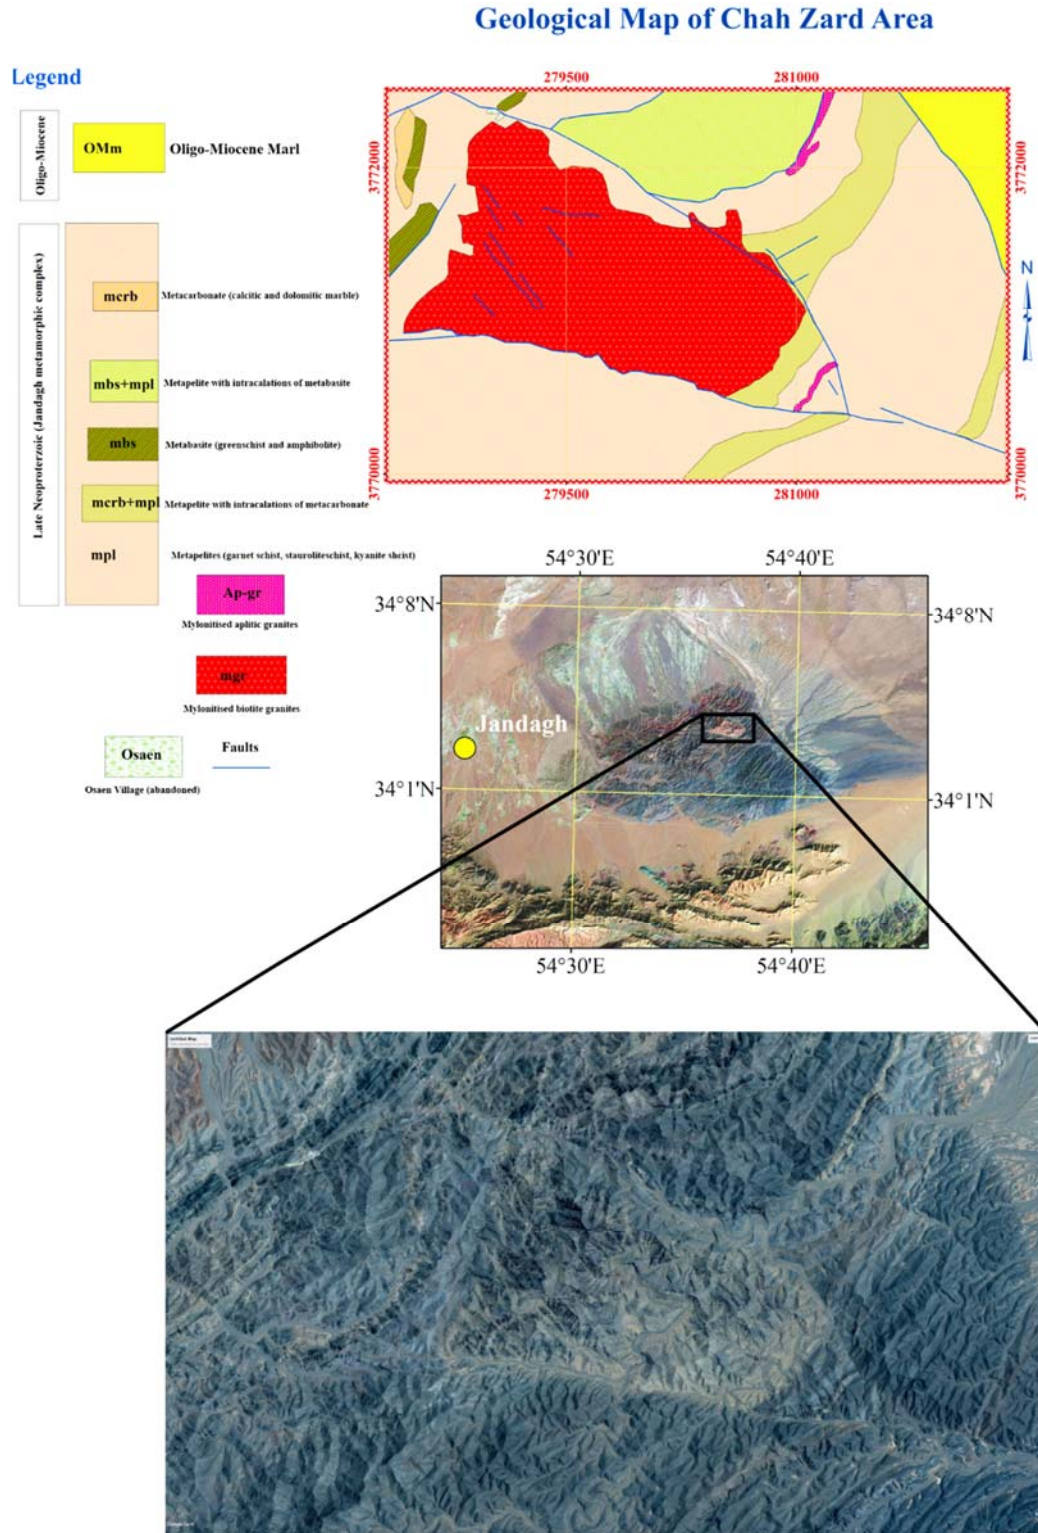 Geological Map of Chah Zard Area
Legend
Oligo-Miocene
OMm
Oligo-Miocene Marl
Late Neoproterzoic (Jandagh metamorphic complex)
mcrb
Metacarbonate (calcitic and dolomitic marble)
mbs+mpl
Metapelite with intracalations of metabasite
mbs
Metabasite (greenschist and amphibolite)
mcrb+mpl
Metapelite with intracalations of metacarbonate
mpl
Metapelites (garnet schist, stauroliteschist, kyanite shcist)
Ap-gr
Mylonitised aplitic granites
mgr
Mylonitised biotite granites
Osaen
Osaen Village (abandoned)
Faults
279500
281000
3772000
3772000
3770000
3770000
279500
281000
N
54°30'E
54°40'E
34°8'N
34°8'N
Jandagh
34°1'N
34°1'N
54°30'E
54°40'E
Untitled Map